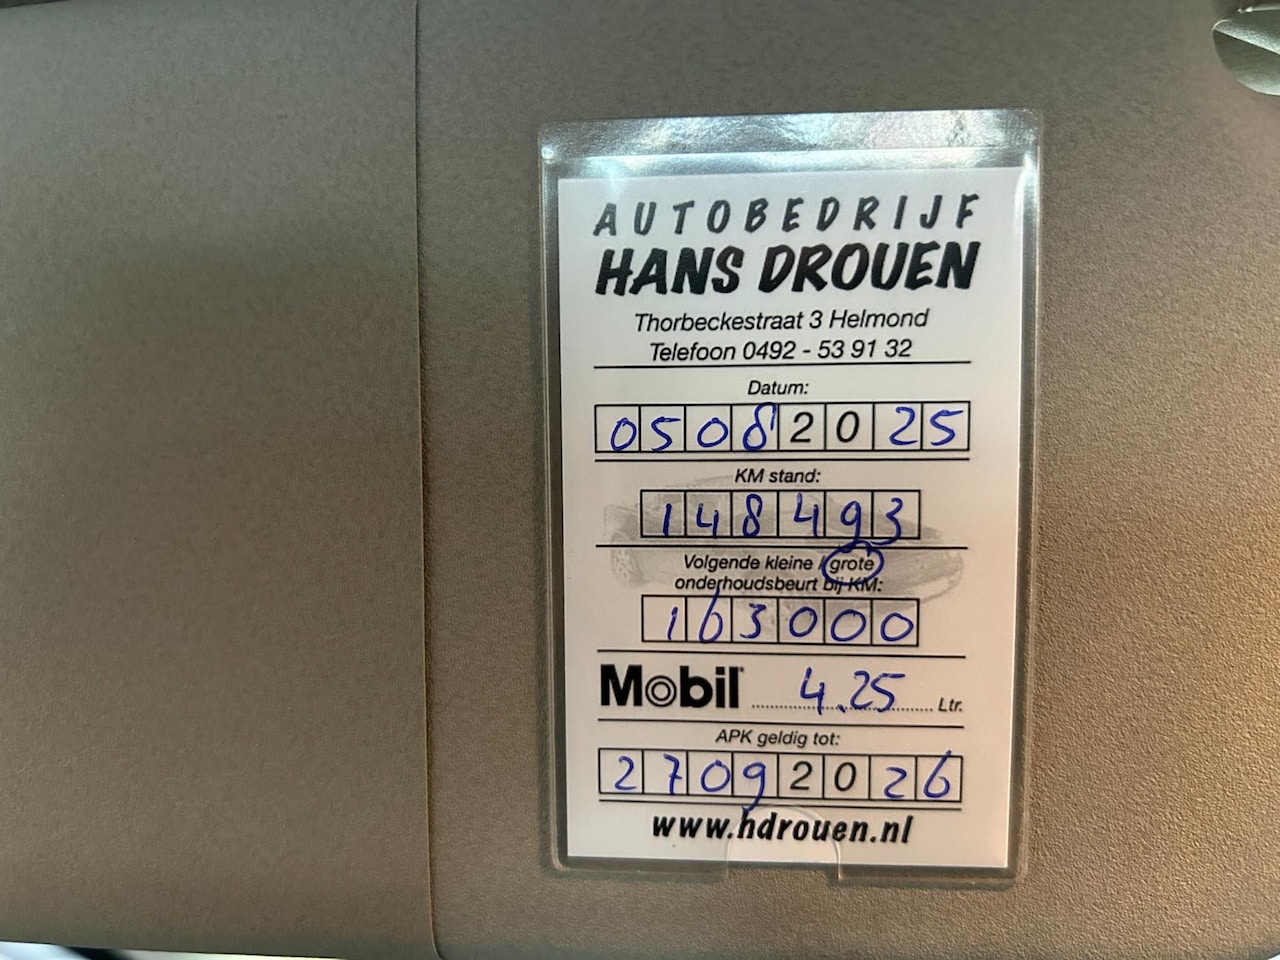 AUTOBEDRIJF
HANS DROUEN
Thorbeckestraat 3 Helmond
Telefoon 0492 - 53 91 32
Datum:
05082025
KM stand:
148493
Volgende kleine / grote
onderhoudsbeurt bij KM:
163000
Mobil 4.25 Ltr.
APK geldig tot:
27092026
www.hdrouen.nl